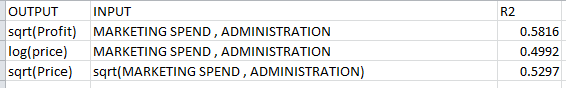 OUTPUT INPUT R2
sqrt(Profit) MARKETING SPEND , ADMINISTRATION 0.5816
log(price) MARKETING SPEND , ADMINISTRATION 0.4992
sqrt(Price) sqrt(MARKETING SPEND , ADMINISTRATION) 0.5297